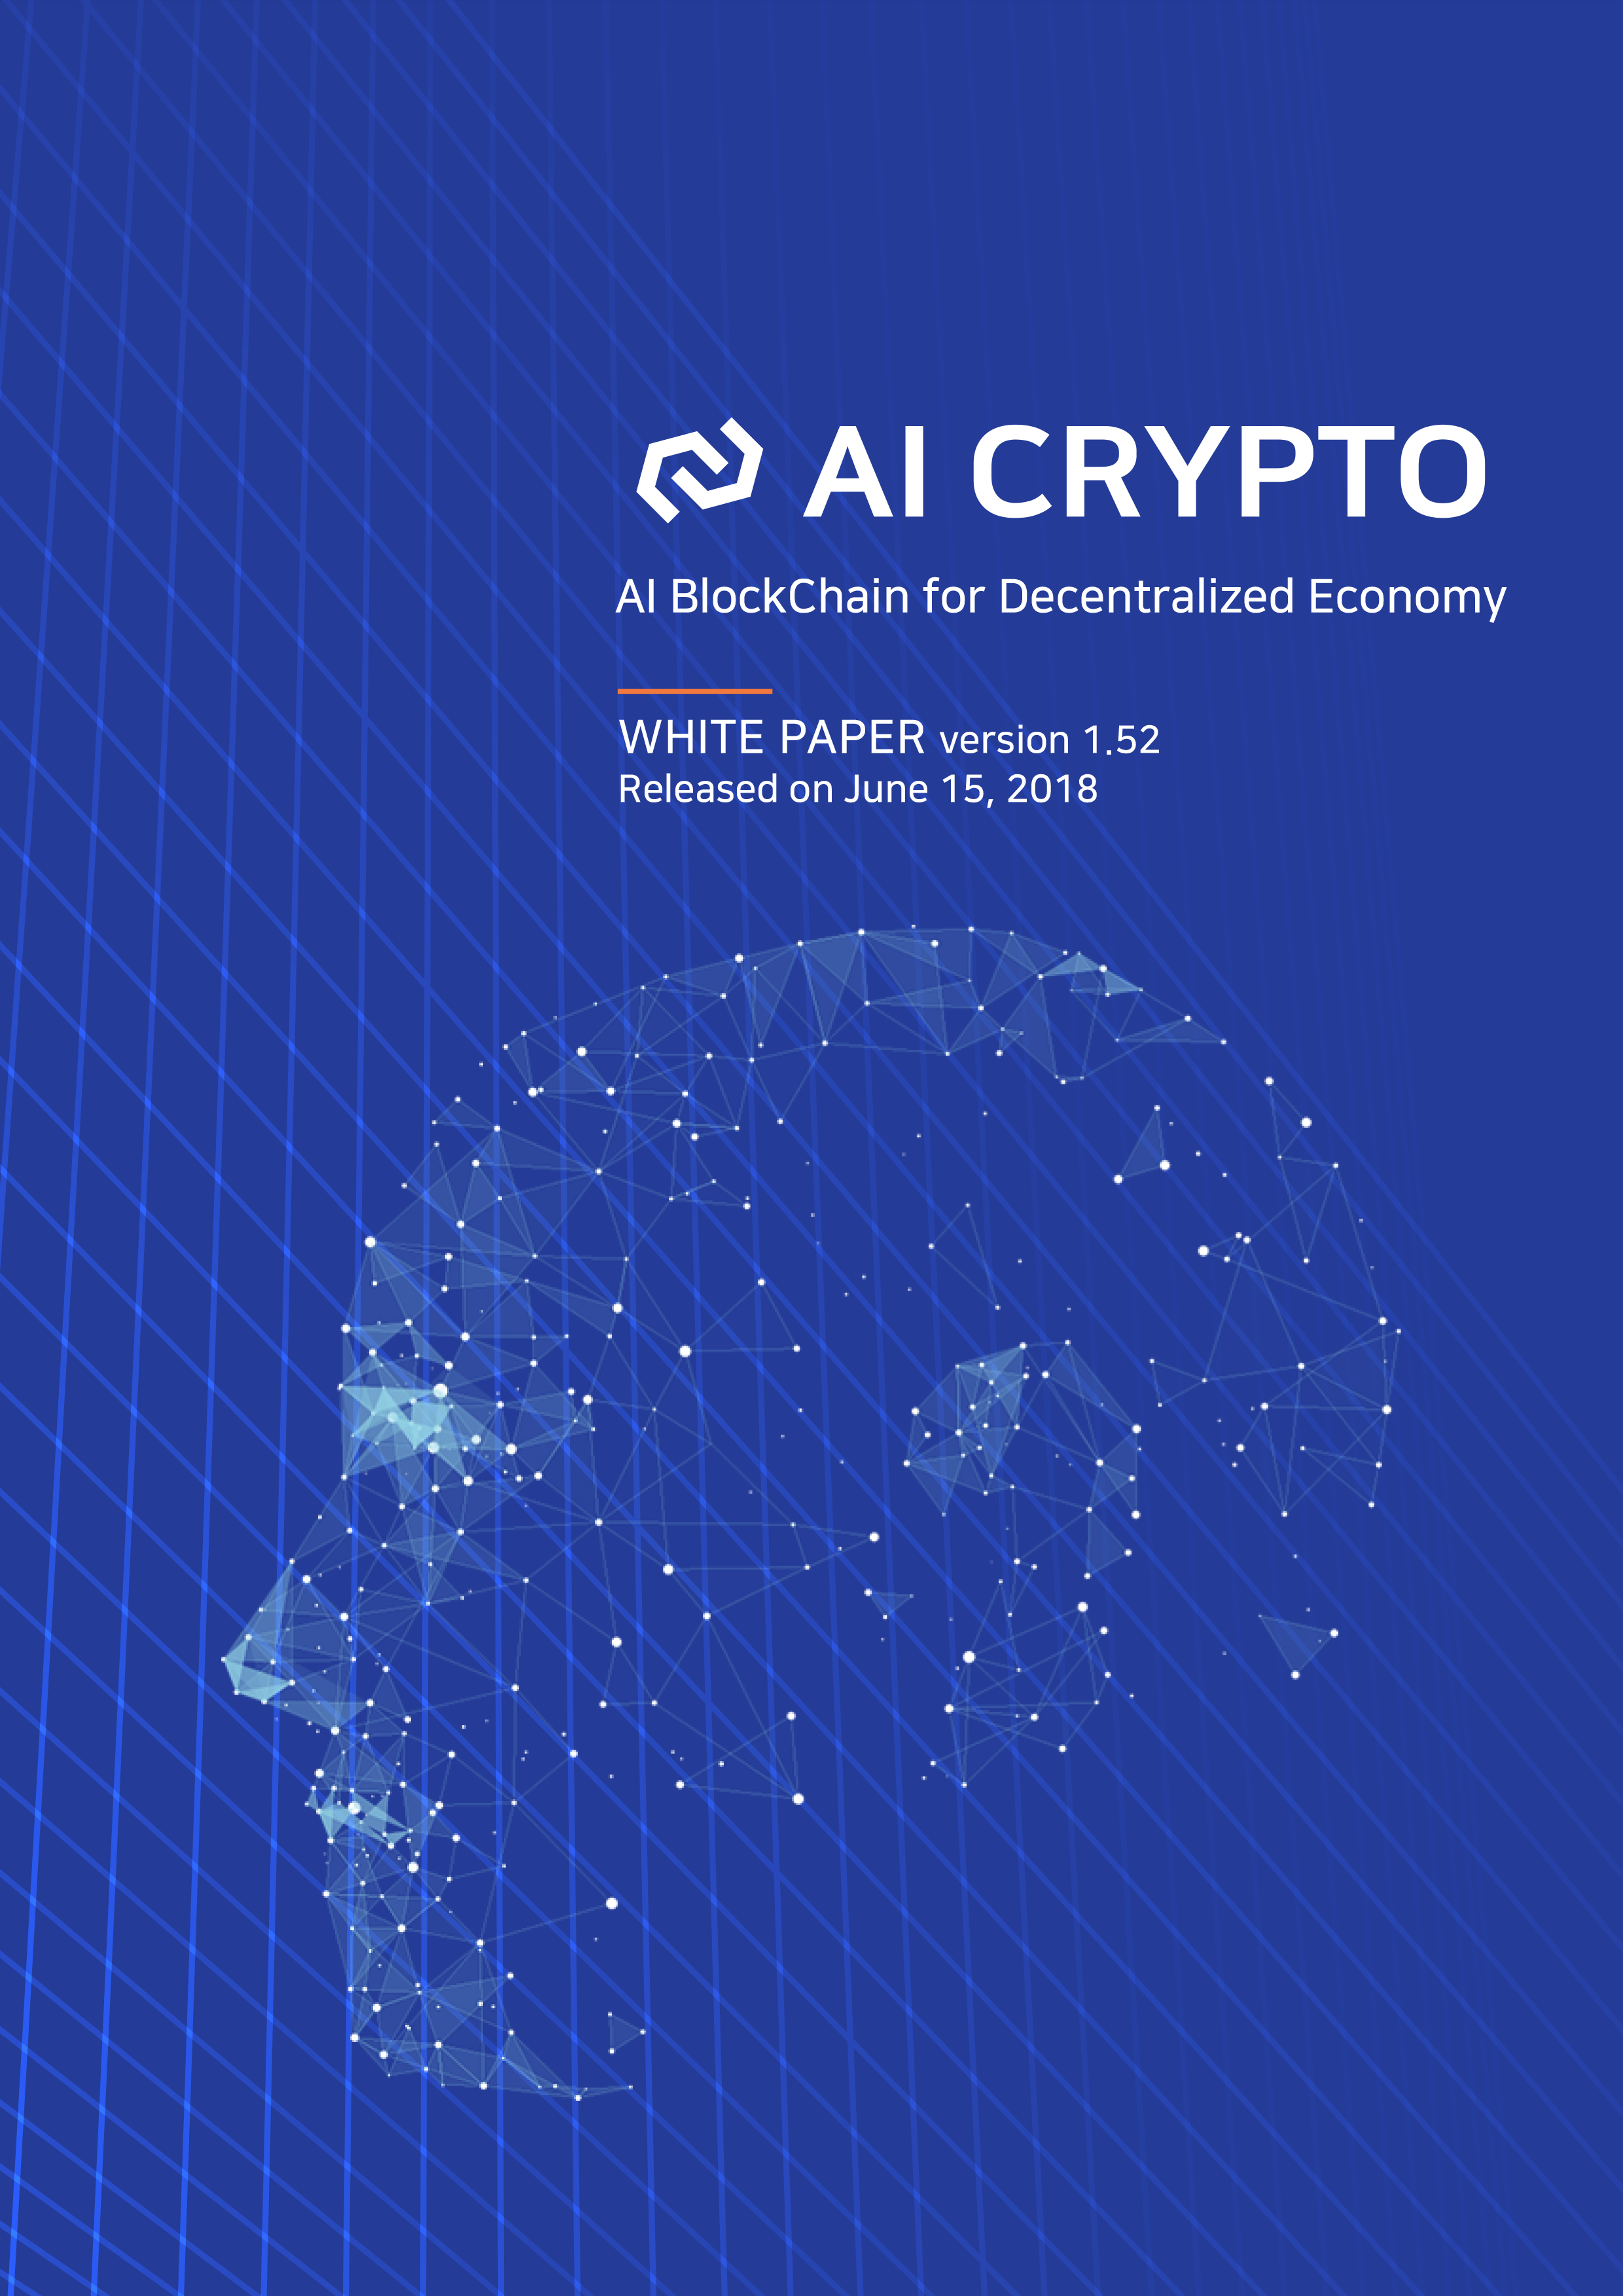 AI CRYPTO
AI BlockChain for Decentralized Economy
WHITE PAPER version 1.52
Released on June 15, 2018